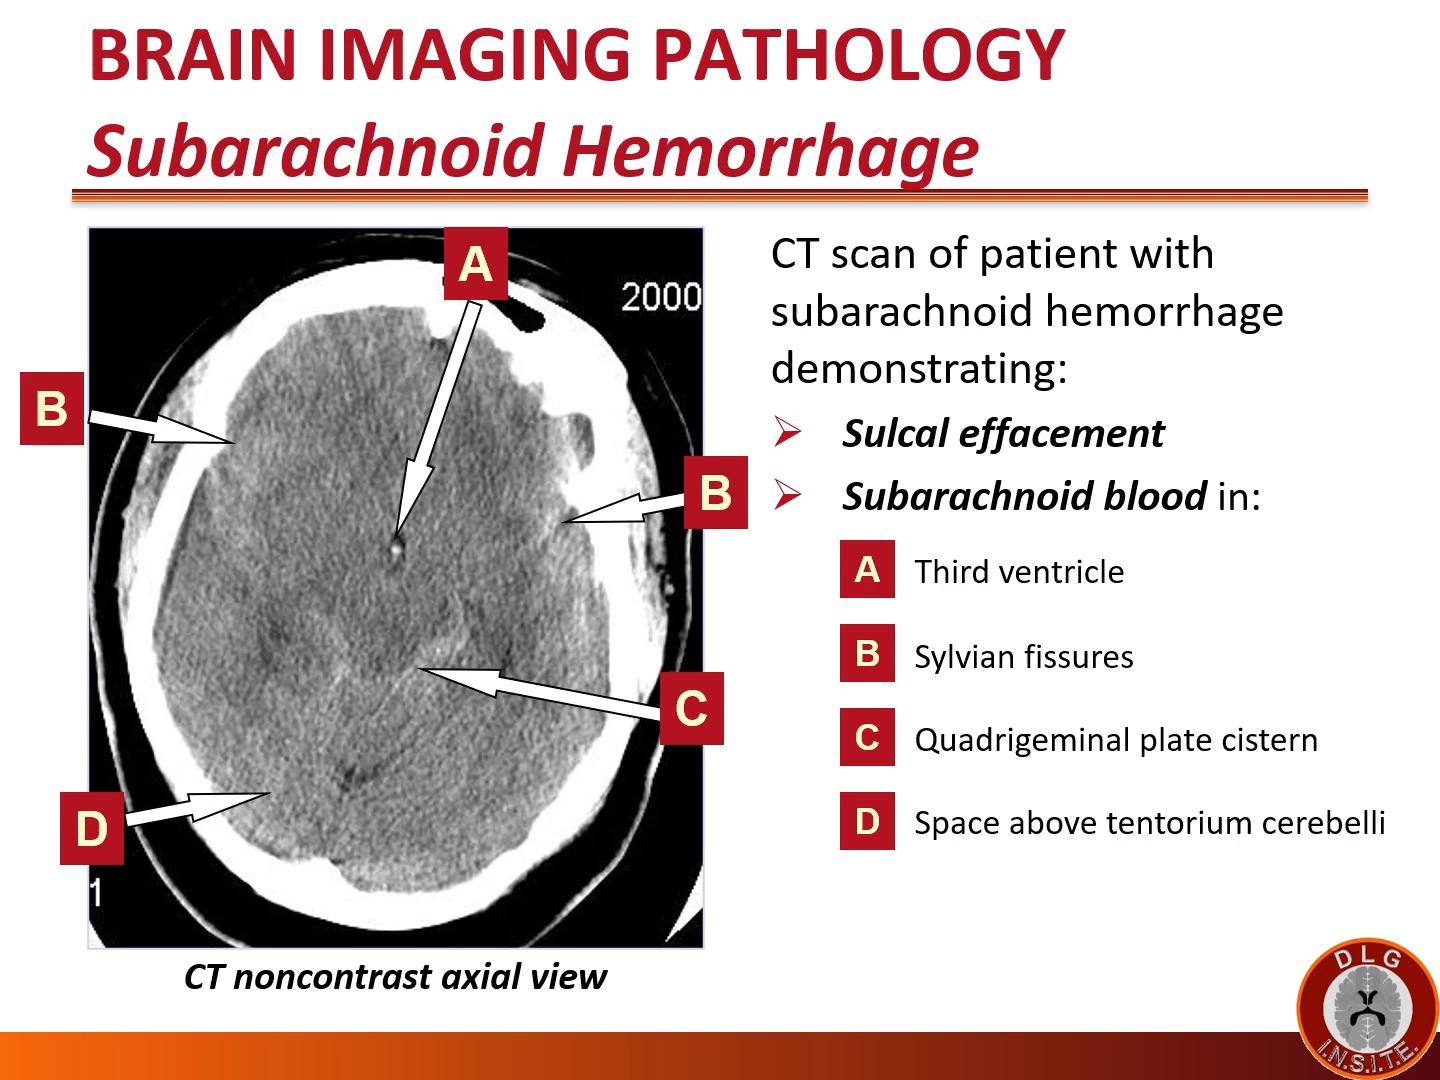 BRAIN IMAGING PATHOLOGY
Subarachnoid Hemorrhage
A
2000
B
B
C
D
1
CT noncontrast axial view
CT scan of patient with
subarachnoid hemorrhage
demonstrating:
Sulcal effacement
Subarachnoid blood in:
A Third ventricle
B Sylvian fissures
C Quadrigeminal plate cistern
D Space above tentorium cerebelli
DLG
I.N.S.I.T.E.